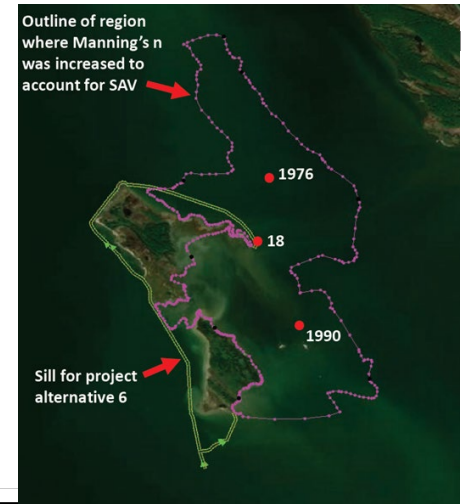 Outline of region
where Manning's n
was increased to
account for SAV
1976
18
1990
Sill for project
alternative 6